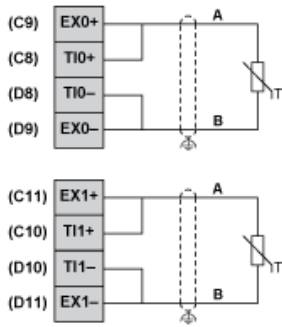 (C9) EX0+ A
(C8) TI0+
(D8) TI0– T
(D9) EX0– B
(C11) EX1+ A
(C10) TI1+
(D10) TI1– T
(D11) EX1– B